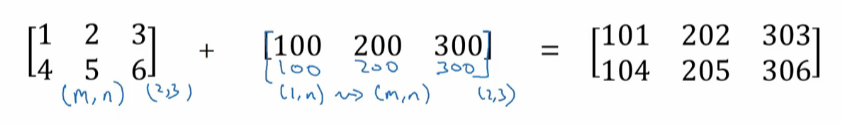 [1 2 3] + [100 200 300] = [101 202 303]
[4 5 6] [100 200 300] [104 205 306]
(m,n) (2,3) (1,n) ⇝ (m,n) (2,3)